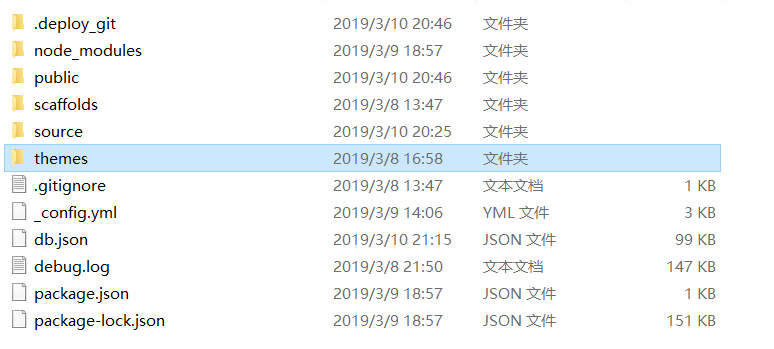 .deploy_git 2019/3/10 20:46 文件夹
node_modules 2019/3/9 18:57 文件夹
public 2019/3/10 20:46 文件夹
scaffolds 2019/3/8 13:47 文件夹
source 2019/3/10 20:25 文件夹
themes 2019/3/8 16:58 文件夹
.gitignore 2019/3/8 13:47 文本文档 1 KB
_config.yml 2019/3/9 14:06 YML 文件 3 KB
db.json 2019/3/10 21:15 JSON 文件 99 KB
debug.log 2019/3/8 21:50 文本文档 147 KB
package.json 2019/3/9 18:57 JSON 文件 1 KB
package-lock.json 2019/3/9 18:57 JSON 文件 151 KB